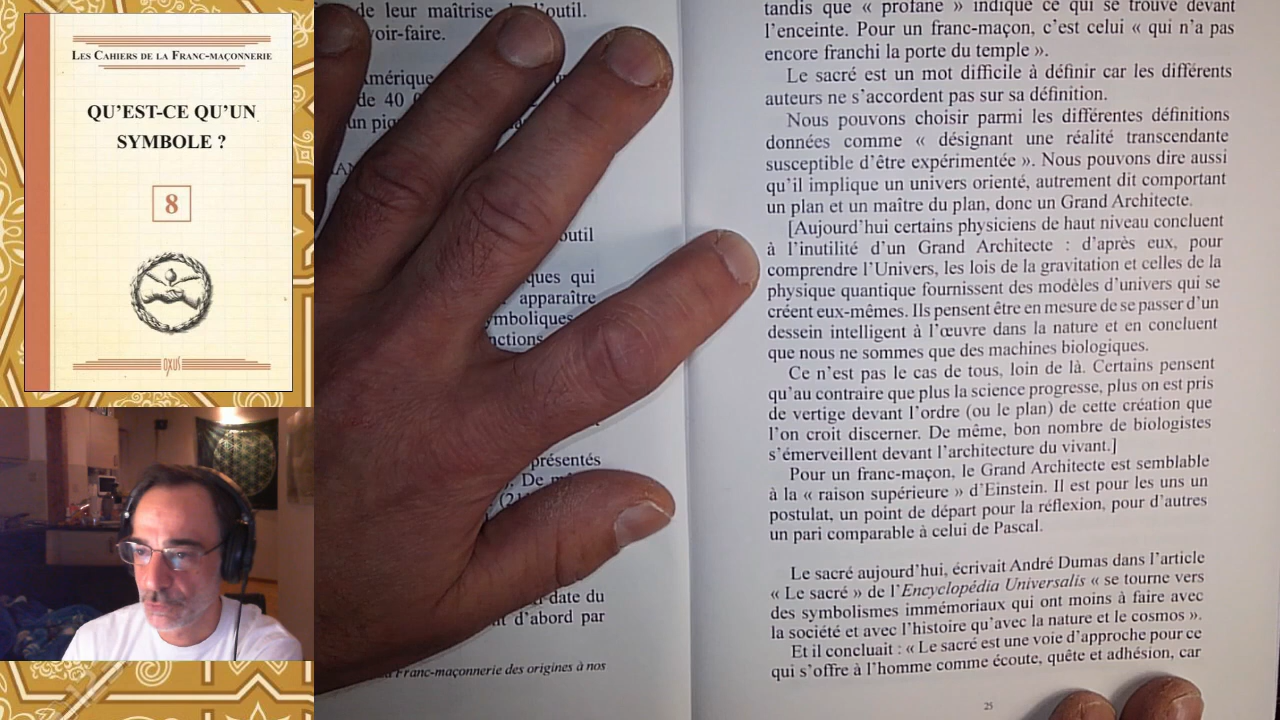 LES CAHIERS DE LA FRANC-MAÇONNERIE
QU'EST-CE QU'UN
SYMBOLE ?
8
OXUS
de leur maîtrise l'outil.
voir-faire.
Amérique
de 40
un
outil
ques qui
apparaître
ymboliques
nctions
présentés
). De
date du
d'abord par
Franc-maçonnerie des origines à nos
tandis que « profane » indique ce qui se trouve devant
l'enceinte. Pour un franc-maçon, c'est celui « qui n'a pas
encore franchi la porte du temple ».
Le sacré est un mot difficile à définir car les différents
auteurs ne s'accordent pas sur sa définition.
Nous pouvons choisir parmi les différentes définitions
données comme « désignant une réalité transcendante
susceptible d'être expérimentée ». Nous pouvons dire aussi
qu'il implique un univers orienté, autrement dit comportant
un plan et un maître du plan, donc un Grand Architecte.
[Aujourd'hui certains physiciens de haut niveau concluent
à l'inutilité d'un Grand Architecte : d'après eux, pour
comprendre l'Univers, les lois de la gravitation et celles de la
physique quantique fournissent des modèles d'univers qui se
créent eux-mêmes. Ils pensent être en mesure de se passer d'un
dessein intelligent à l'œuvre dans la nature et en concluent
que nous ne sommes que des machines biologiques.
Ce n'est pas le cas de tous, loin de là. Certains pensent
qu'au contraire que plus la science progresse, plus on est pris
de vertige devant l'ordre (ou le plan) de cette création que
l'on croit discerner. De même, bon nombre de biologistes
s'émerveillent devant l'architecture du vivant.]
Pour un franc-maçon, le Grand Architecte est semblable
à la « raison supérieure » d'Einstein. Il est pour les uns un
postulat, un point de départ pour la réflexion, pour d'autres
un pari comparable à celui de Pascal.
Le sacré aujourd'hui, écrivait André Dumas dans l'article
« Le sacré » de l'Encyclopédia Universalis « se tourne vers
des symbolismes immémoriaux qui ont moins à faire avec
la société et avec l'histoire qu'avec la nature et le cosmos ».
Et il concluait : « Le sacré est une voie d'approche pour ce
qui s'offre à l'homme comme écoute, quête et adhésion, car
25